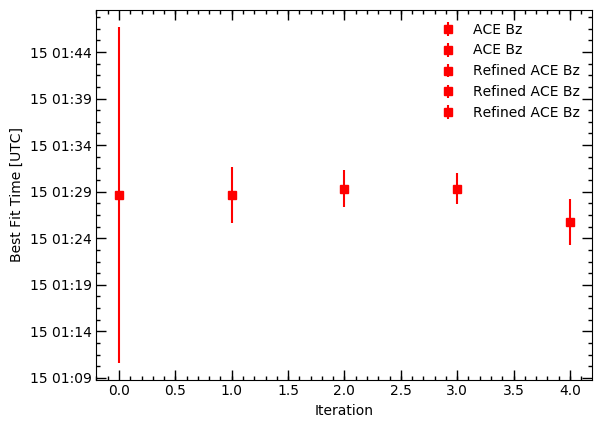 ACE Bz
ACE Bz
Refined ACE Bz
Refined ACE Bz
Refined ACE Bz
Best Fit Time [UTC]
15 01:44
15 01:39
15 01:34
15 01:29
15 01:24
15 01:19
15 01:14
15 01:09
0.0 0.5 1.0 1.5 2.0 2.5 3.0 3.5 4.0
Iteration